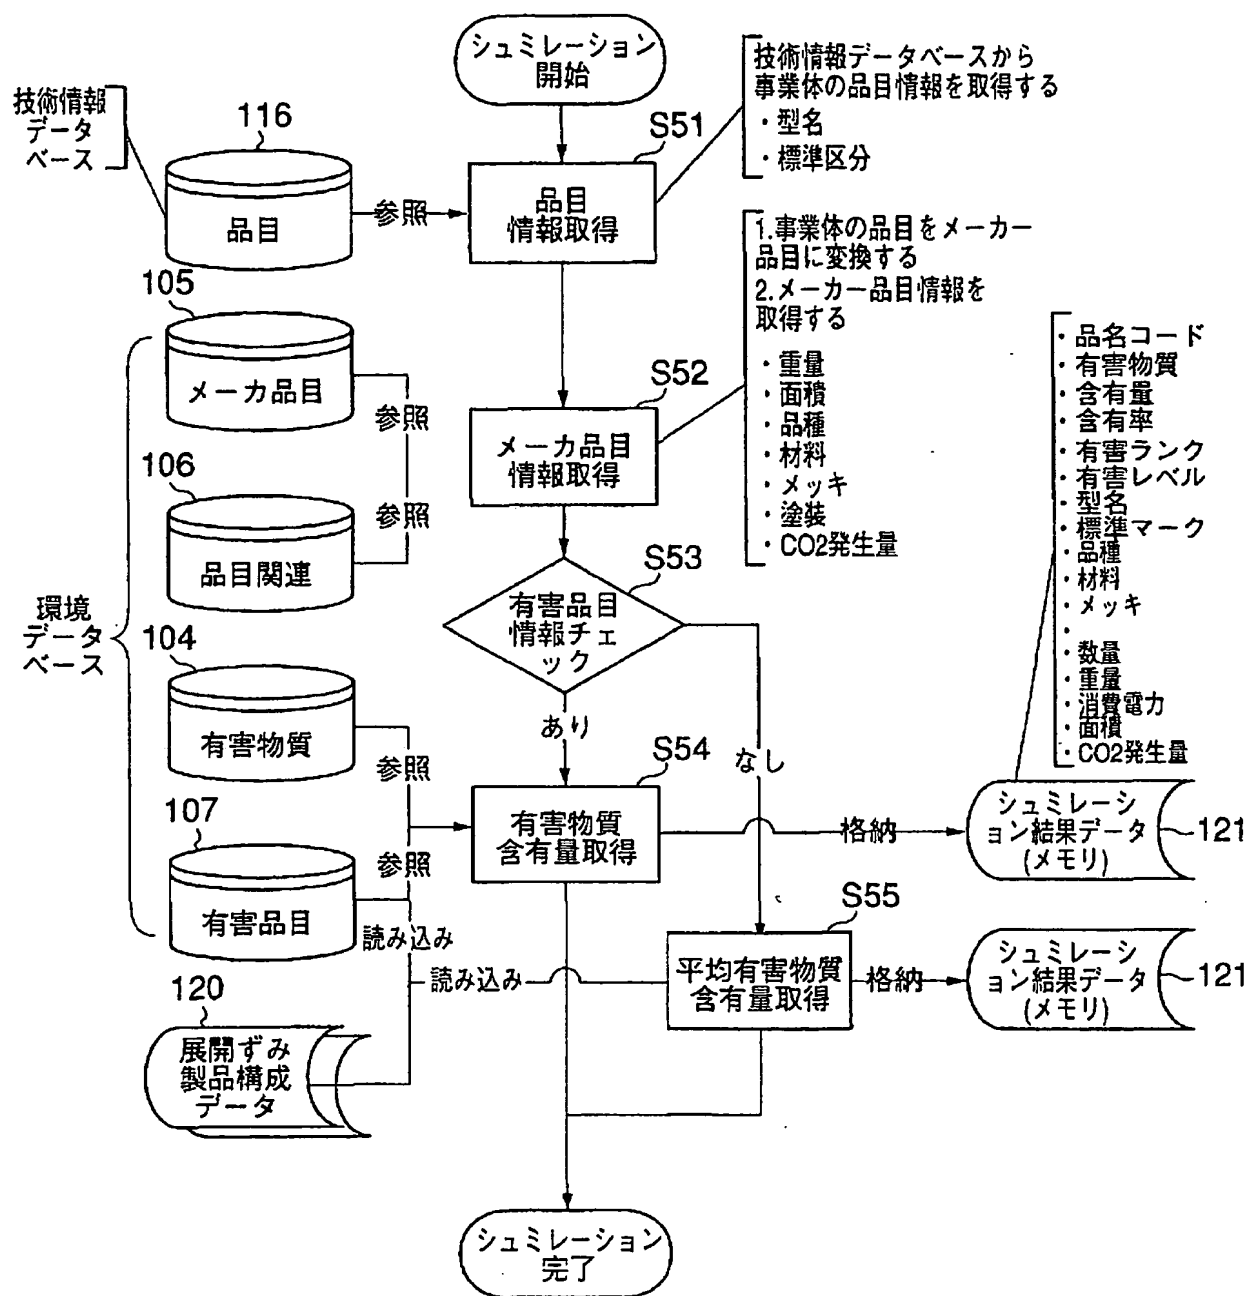 シュミレーション
開始
技術情報
データ
ベース
116
品目
参照
S51
品目
情報取得
技術情報データベースから
事業体の品目情報を取得する
・型名
・標準区分
105
メーカ品目
参照
106
品目関連
参照
S52
メーカ品目
情報取得
1.事業体の品目をメーカー
品目に変換する
2.メーカー品目情報を
取得する
・重量
・面積
・品種
・材料
・メッキ
・塗装
・CO2発生量
S53
有害品目
情報チェ
ック
あり
なし
環境
データ
ベース
104
有害物質
参照
107
有害品目
参照
読み込み
読み込み
120
展開ずみ
製品構成
データ
S54
有害物質
含有量取得
格納
・品名コード
・有害物質
・含有量
・含有率
・有害ランク
・有害レベル
・型名
・標準マーク
・品種
・材料
・メッキ
・
・数量
・重量
・消費電力
・面積
・CO2発生量
シュミレーシ
ョン結果データ
(メモリ)
121
S55
平均有害物質
含有量取得
格納
シュミレーシ
ョン結果データ
(メモリ)
121
シュミレーション
完了